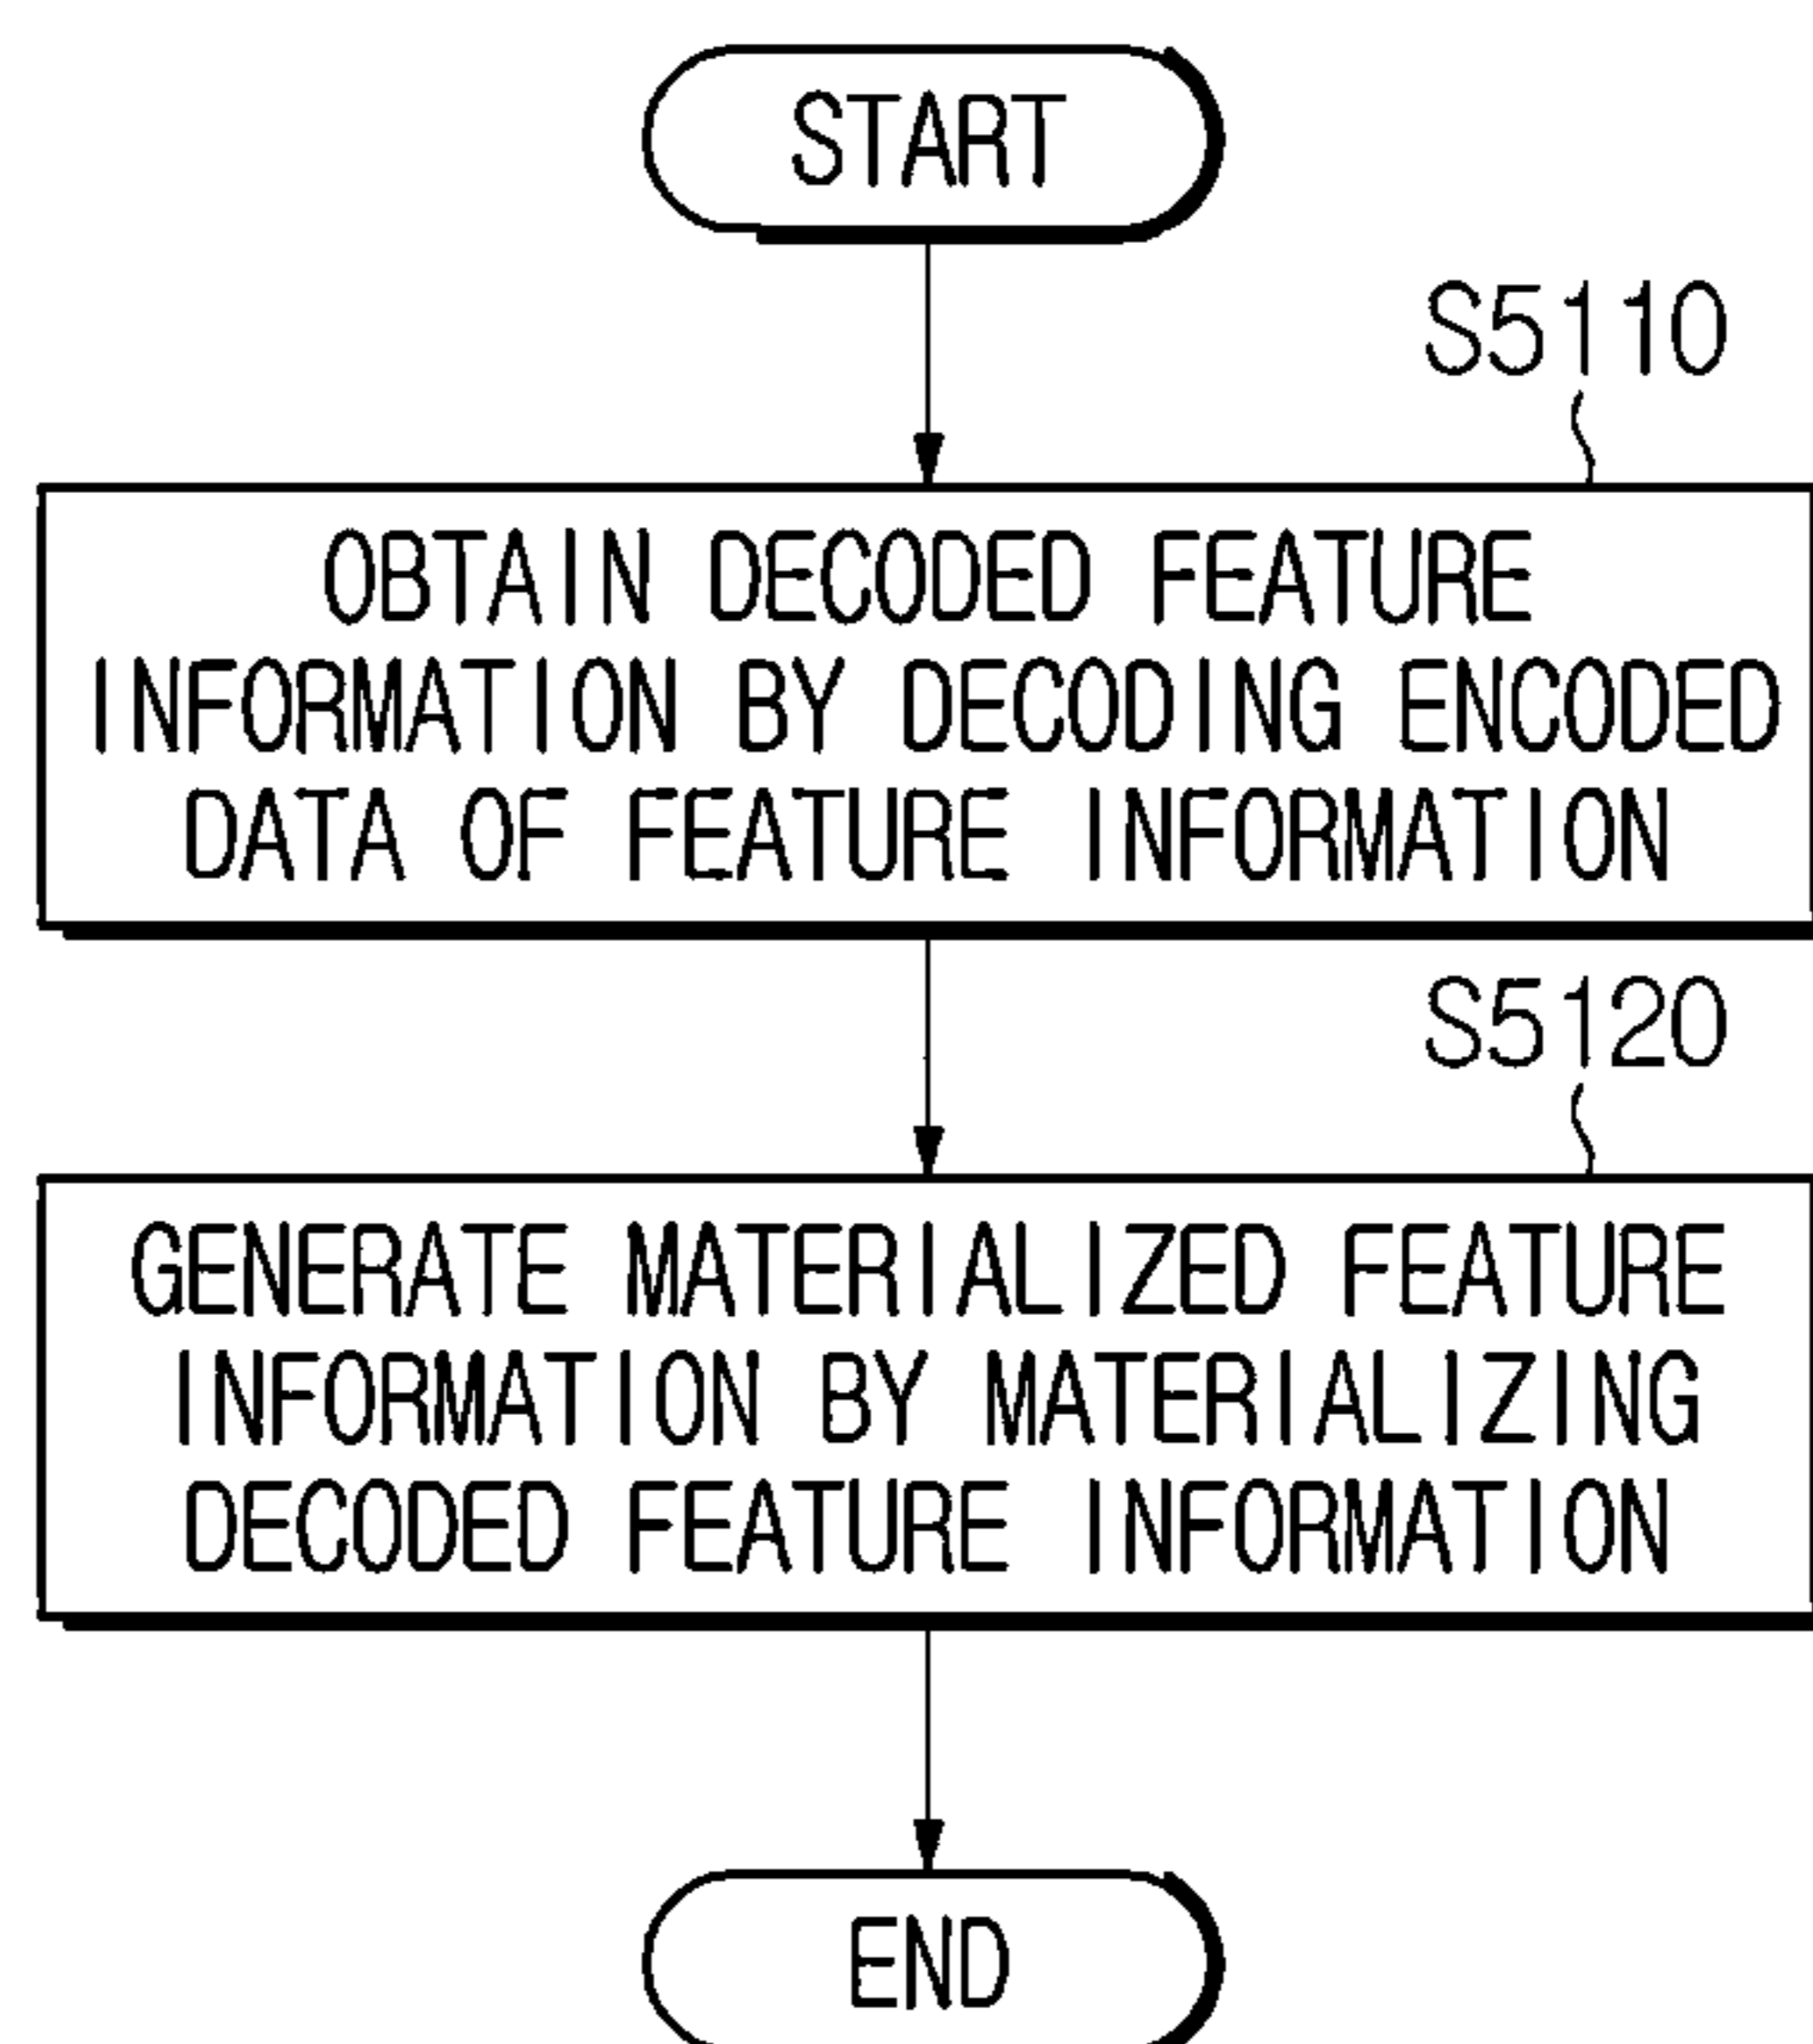 START
S5110
OBTAIN DECODED FEATURE
INFORMATION BY DECODING ENCODED
DATA OF FEATURE INFORMATION
S5120
GENERATE MATERIALIZED FEATURE
INFORMATION BY MATERIALIZING
DECODED FEATURE INFORMATION
END